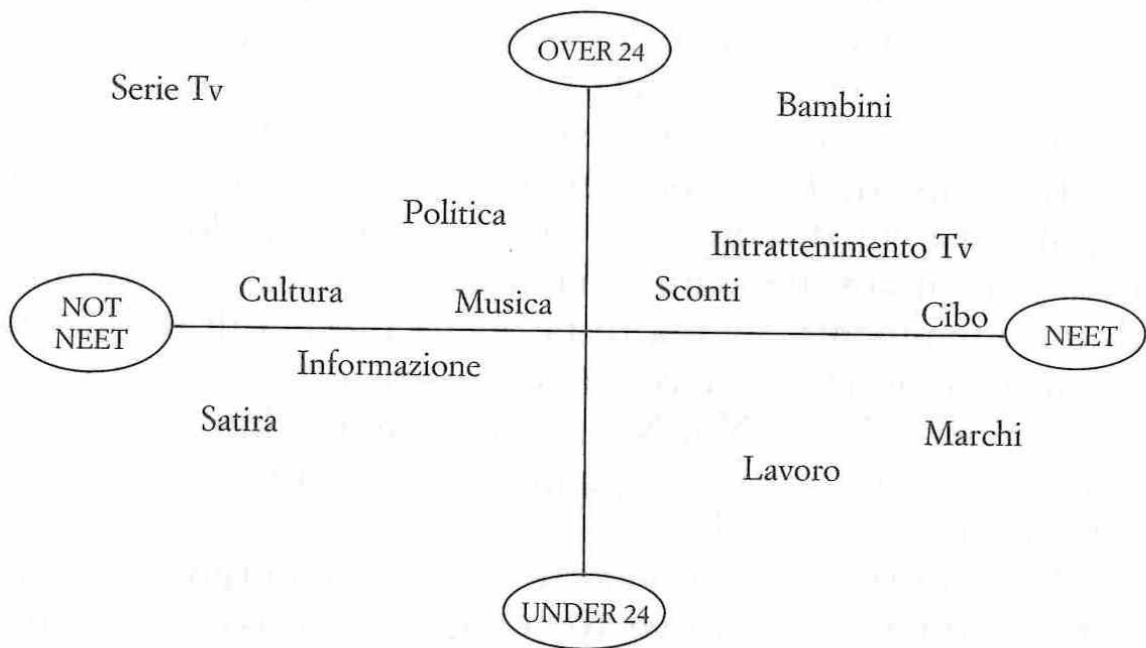 OVER 24
Serie Tv
Bambini
Politica
Intrattenimento Tv
Cultura
Musica
Sconti
Cibo
NOT
NEET
NEET
Informazione
Satira
Marchi
Lavoro
UNDER 24